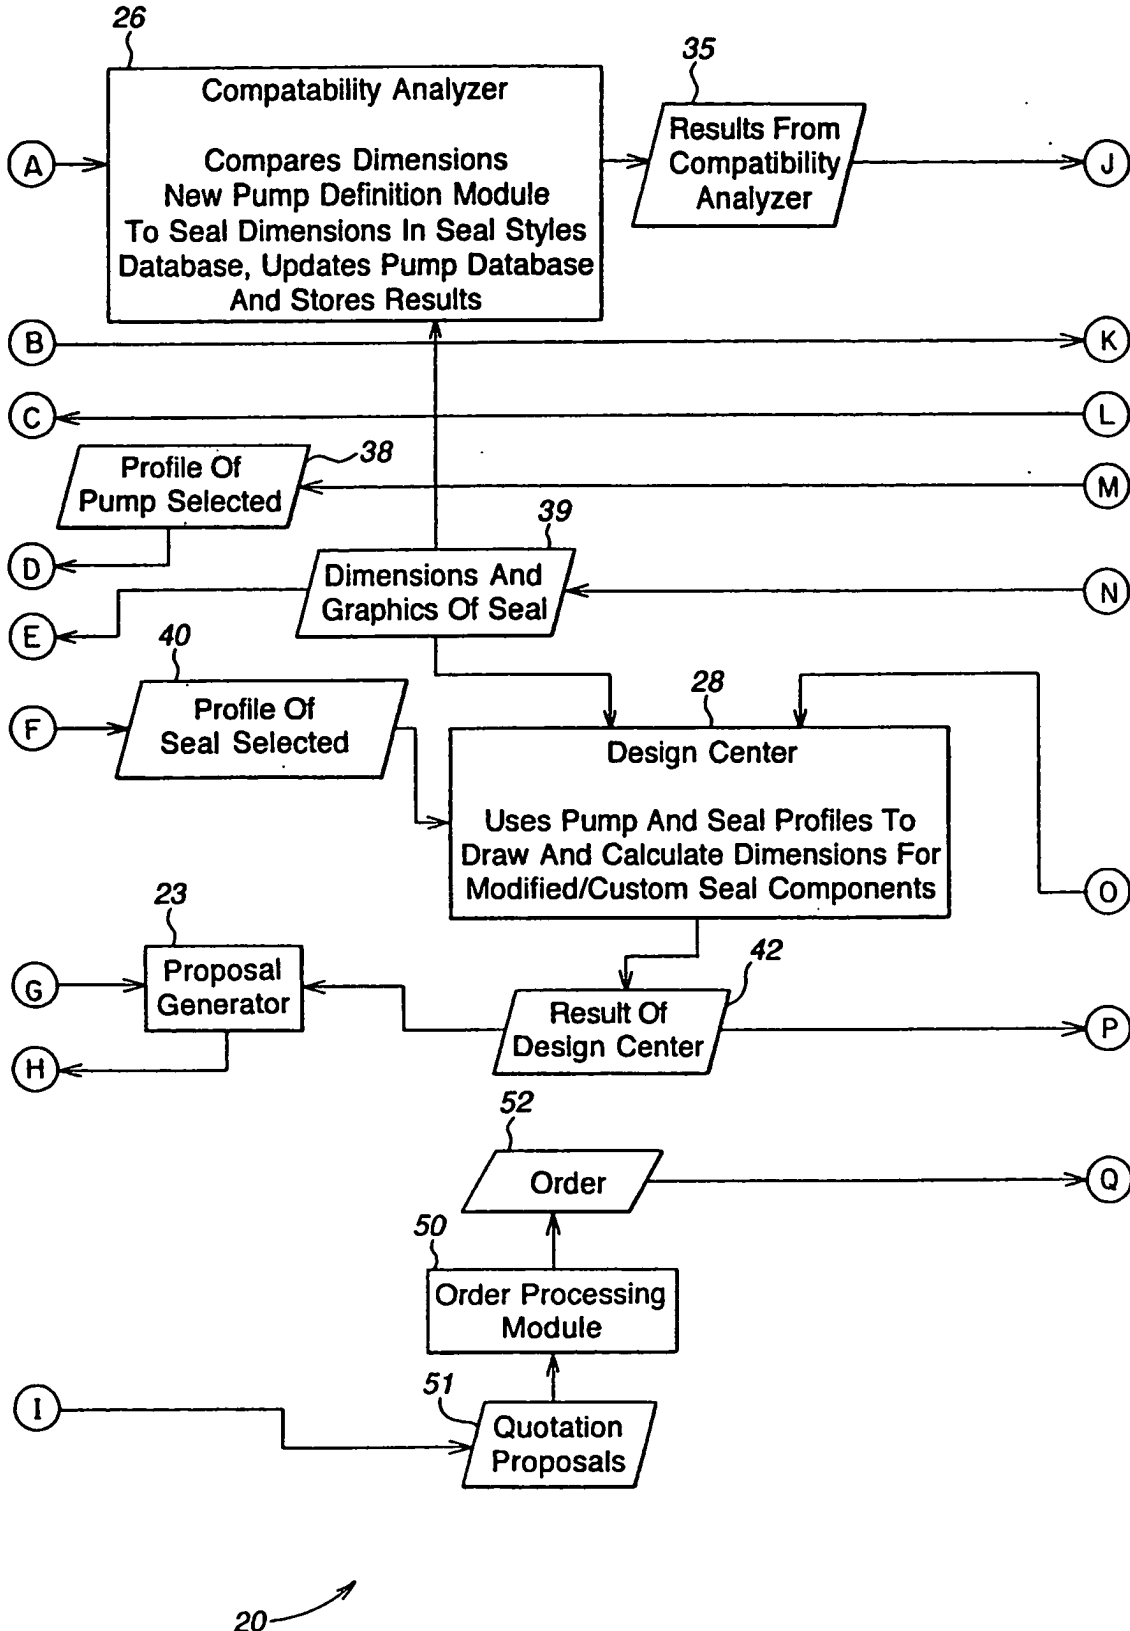 26
Compatability Analyzer
Compares Dimensions
New Pump Definition Module
To Seal Dimensions In Seal Styles
Database, Updates Pump Database
And Stores Results
35
Results From
Compatibility
Analyzer
A
J
B
K
C
L
Profile Of
Pump Selected
38
M
D
39
Dimensions And
Graphics Of Seal
N
E
40
Profile Of
Seal Selected
F
28
Design Center
Uses Pump And Seal Profiles To
Draw And Calculate Dimensions For
Modified/Custom Seal Components
O
23
Proposal
Generator
G
42
Result Of
Design Center
P
H
52
Order
Q
50
Order Processing
Module
I
51
Quotation
Proposals
20